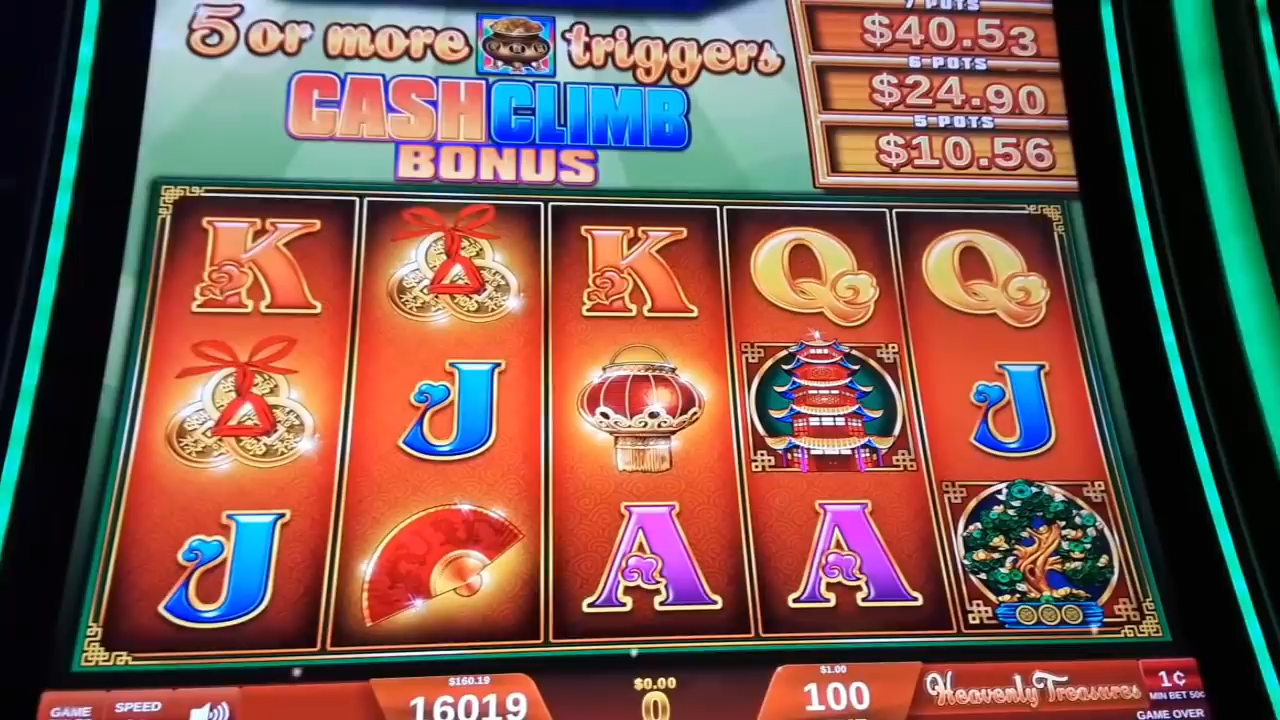 7 POTS
$40.53
5 or more triggers
6 POTS
$24.90
CASH CLIMB
5 POTS
$10.56
BONUS
K K Q Q
J J
J A A
GAME
SPEED
$160.19
16019
$0.00
0
$1.00
100
Heavenly Treasures
1¢
MIN BET 50¢
GAME OVER